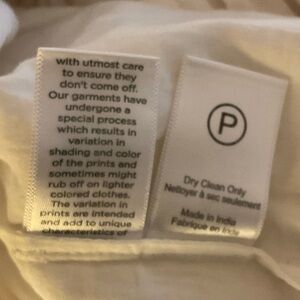 with utmost care
to ensure they
don't come off.
Our garments have
undergone a
special process
which results in
variation in
shading and color
of the prints and
sometimes might
rub off on lighter
colored clothes.
The variation in
prints are intended
and add to unique
characteristics of
P
Dry Clean Only
Nettoyer à sec seulement
Made in India
Fabrique en Inde